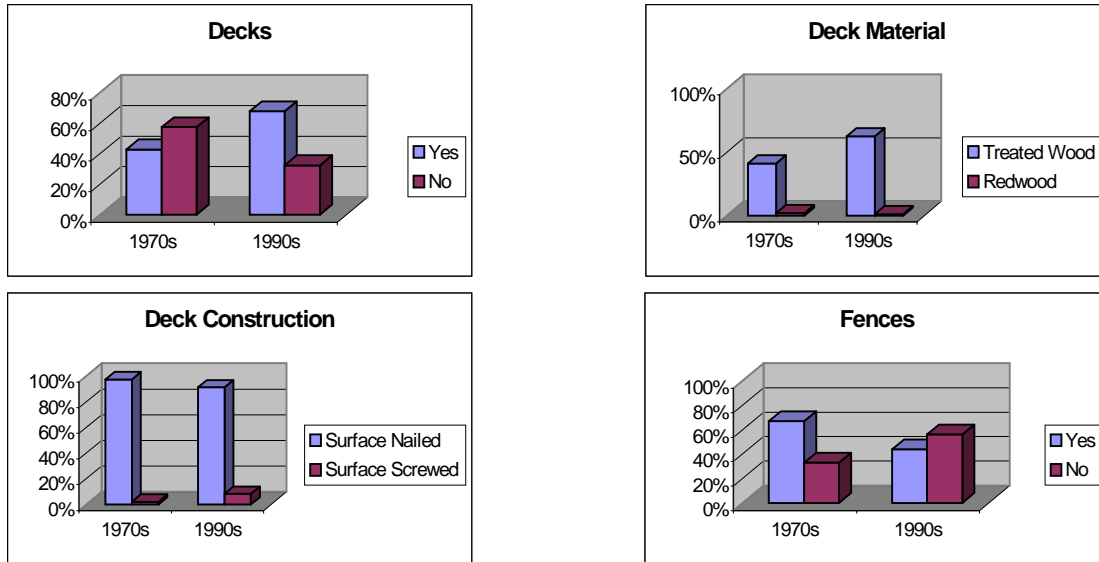 Decks
80%
60%
40%
20%
0%
1970s 1990s
Yes
No
Deck Material
100%
50%
0%
1970s 1990s
Treated Wood
Redwood
Deck Construction
100%
80%
60%
40%
20%
0%
1970s 1990s
Surface Nailed
Surface Screwed
Fences
100%
80%
60%
40%
20%
0%
1970s 1990s
Yes
No